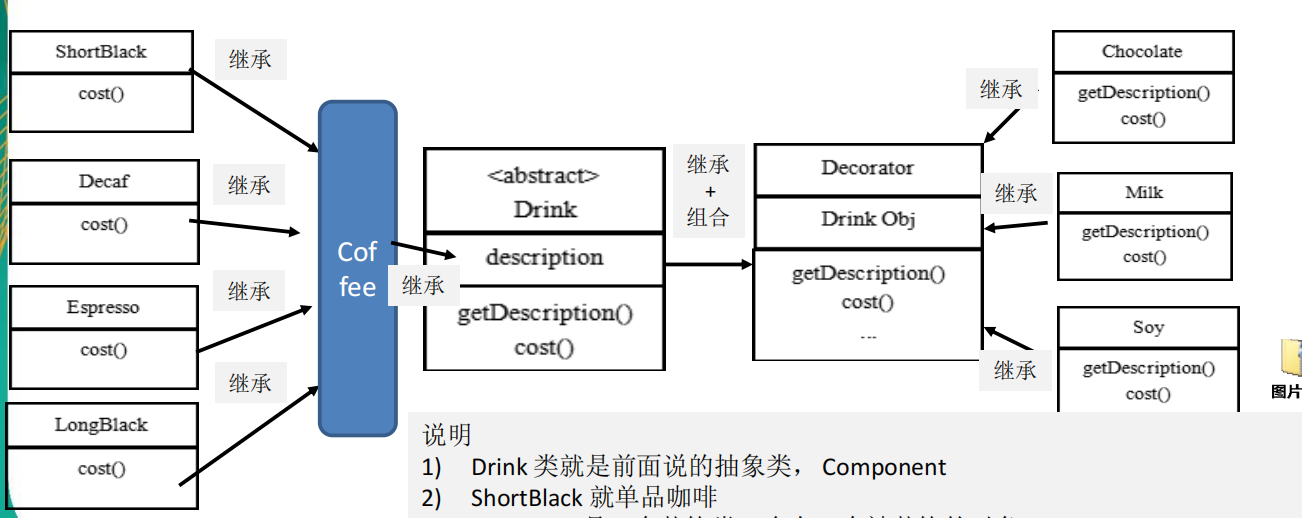 ShortBlack
cost()
继承
Decaf
cost()
继承
Espresso
cost()
继承
LongBlack
cost()
继承
Cof
fee
继承
<abstract>
Drink
description
getDescription()
cost()
继承
+
组合
Decorator
Drink Obj
getDescription()
cost()
...
继承
Chocolate
getDescription()
cost()
继承
Milk
getDescription()
cost()
继承
Soy
getDescription()
cost()
图片
说明
1) Drink 类就是前面说的抽象类， Component
2) ShortBlack 就单品咖啡